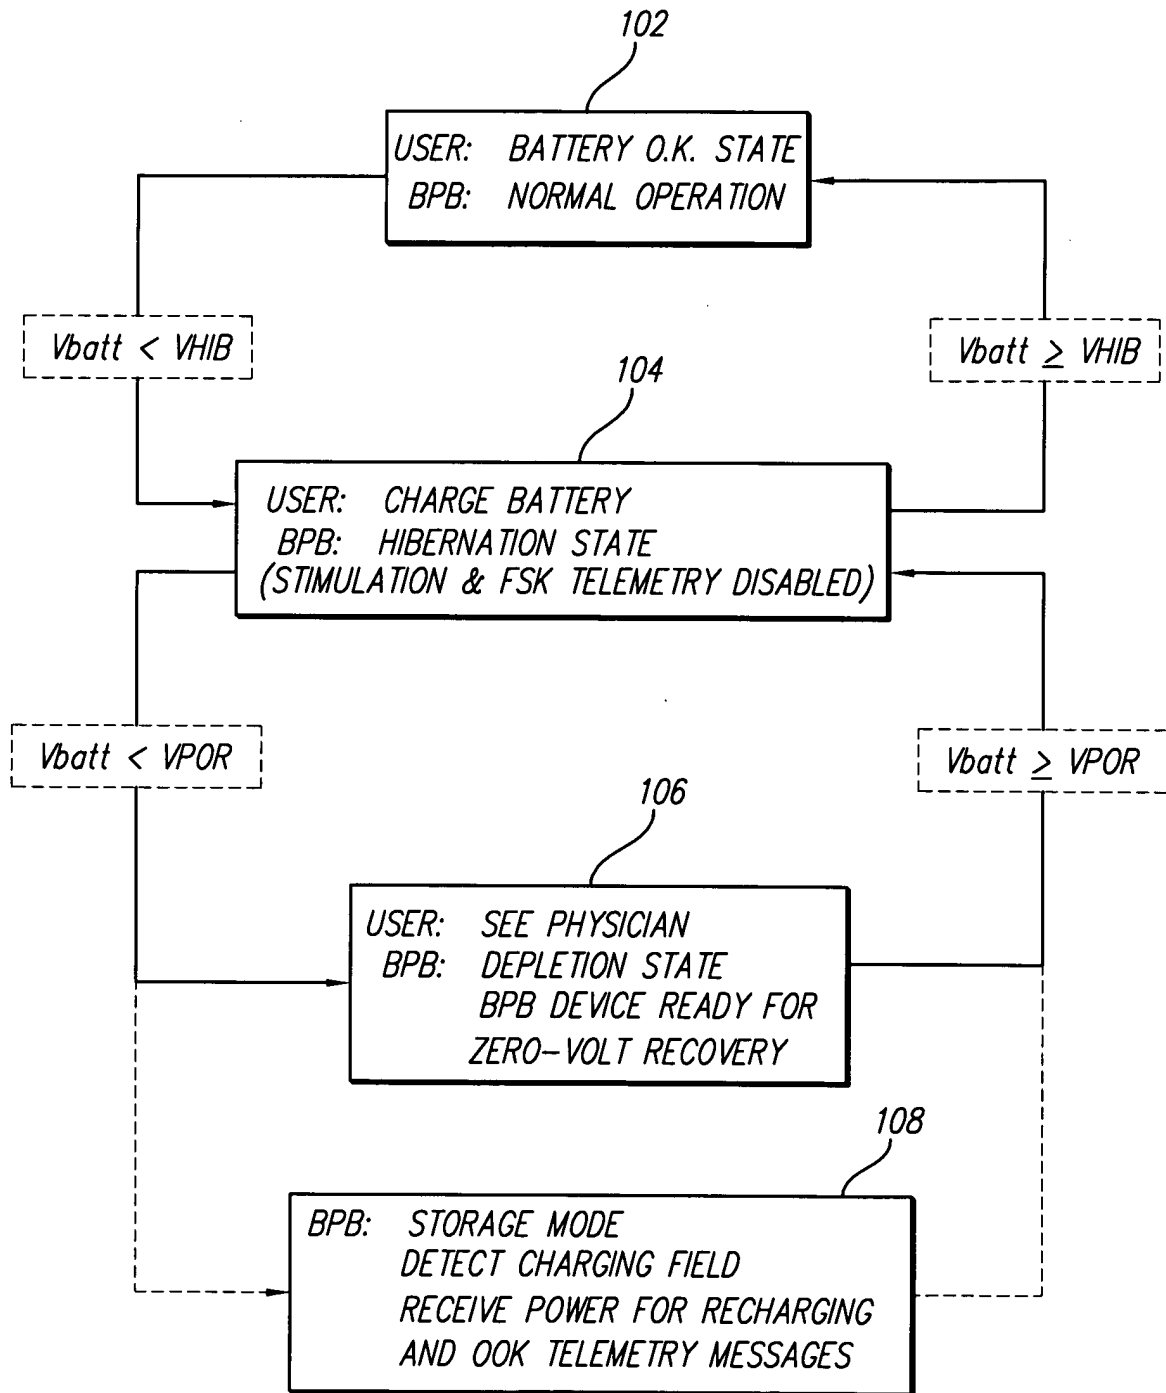 102
USER: BATTERY O.K. STATE
BPB: NORMAL OPERATION
Vbatt < VHIB
Vbatt ≥ VHIB
104
USER: CHARGE BATTERY
BPB: HIBERNATION STATE
(STIMULATION & FSK TELEMETRY DISABLED)
Vbatt < VPOR
Vbatt ≥ VPOR
106
USER: SEE PHYSICIAN
BPB: DEPLETION STATE
BPB DEVICE READY FOR
ZERO-VOLT RECOVERY
108
BPB: STORAGE MODE
DETECT CHARGING FIELD
RECEIVE POWER FOR RECHARGING
AND OOK TELEMETRY MESSAGES